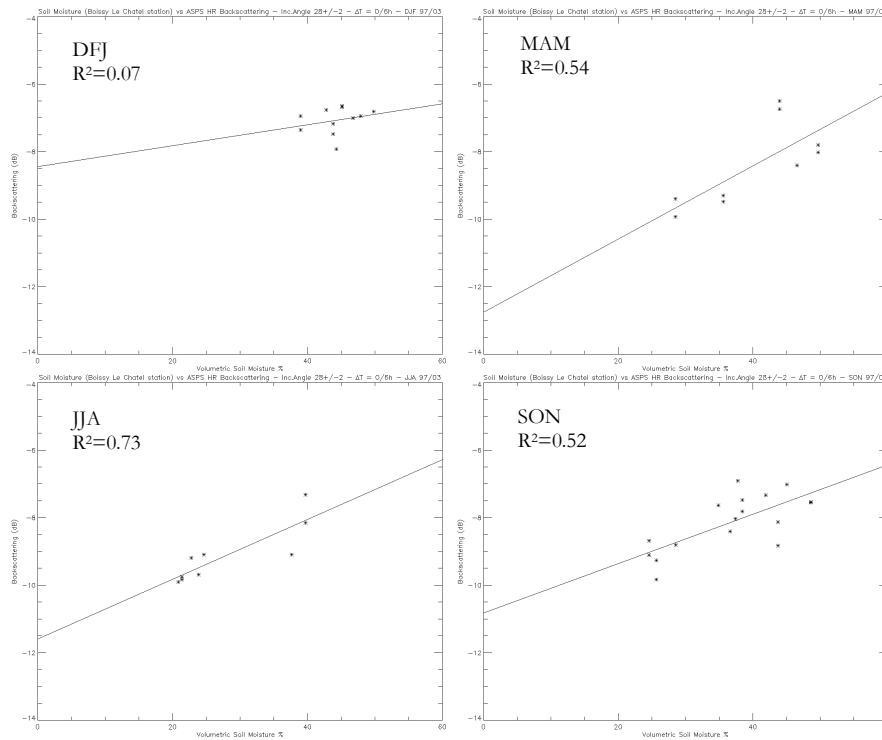 Soil Moisture (Boissy Le Chatel station) vs ASPS HR Backscattering - Inc.Angle 28+/-2 - ΔT = 0/6h - DJF 97/03
DFJ
R²=0.07
-4
-6
-8
-10
-12
-14
Backscattering (dB)
0 20 40 60
Volumetric Soil Moisture %
Soil Moisture (Boissy Le Chatel station) vs ASPS HR Backscattering - Inc.Angle 28+/-2 - ΔT = 0/6h - MAM 97/0
MAM
R²=0.54
-4
-6
-8
-10
-12
-14
Backscattering (dB)
0 20 40
Volumetric Soil Moisture %
Soil Moisture (Boissy Le Chatel station) vs ASPS HR Backscattering - Inc.Angle 28+/-2 - ΔT = 0/6h - JJA 97/03
JJA
R²=0.73
-4
-6
-8
-10
-12
-14
Backscattering (dB)
0 20 40 60
Volumetric Soil Moisture %
Soil Moisture (Boissy Le Chatel station) vs ASPS HR Backscattering - Inc.Angle 28+/-2 - ΔT = 0/6h - SON 97/0
SON
R²=0.52
-4
-6
-8
-10
-12
-14
Backscattering (dB)
0 20 40
Volumetric Soil Moisture %